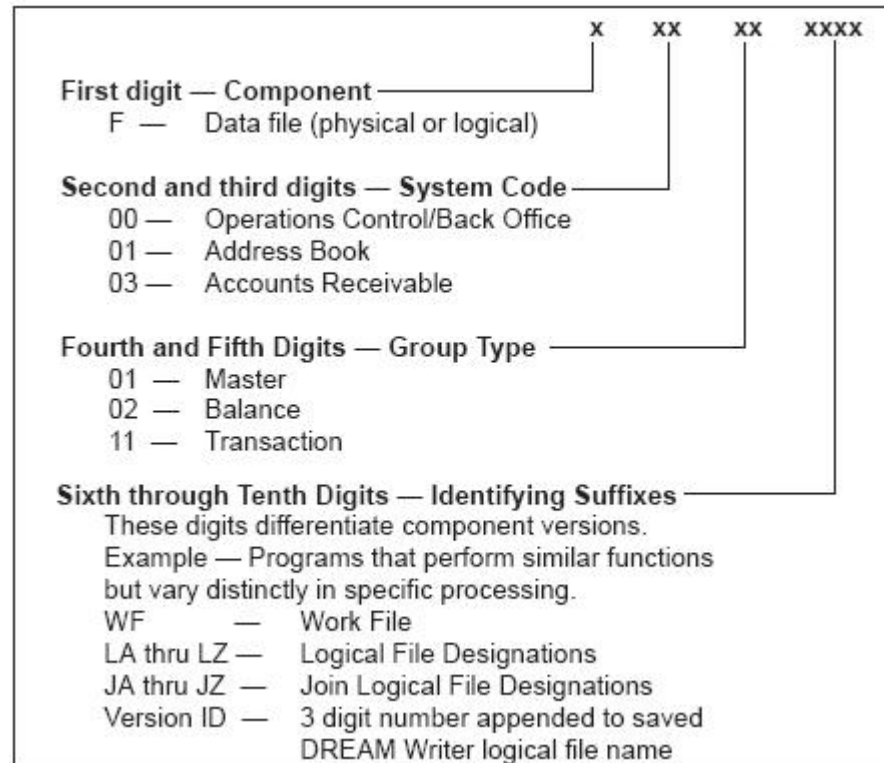 x xx xx xxxx
First digit — Component
F — Data file (physical or logical)
Second and third digits — System Code
00 — Operations Control/Back Office
01 — Address Book
03 — Accounts Receivable
Fourth and Fifth Digits — Group Type
01 — Master
02 — Balance
11 — Transaction
Sixth through Tenth Digits — Identifying Suffixes
These digits differentiate component versions.
Example — Programs that perform similar functions
but vary distinctly in specific processing.
WF — Work File
LA thru LZ — Logical File Designations
JA thru JZ — Join Logical File Designations
Version ID — 3 digit number appended to saved
DREAM Writer logical file name